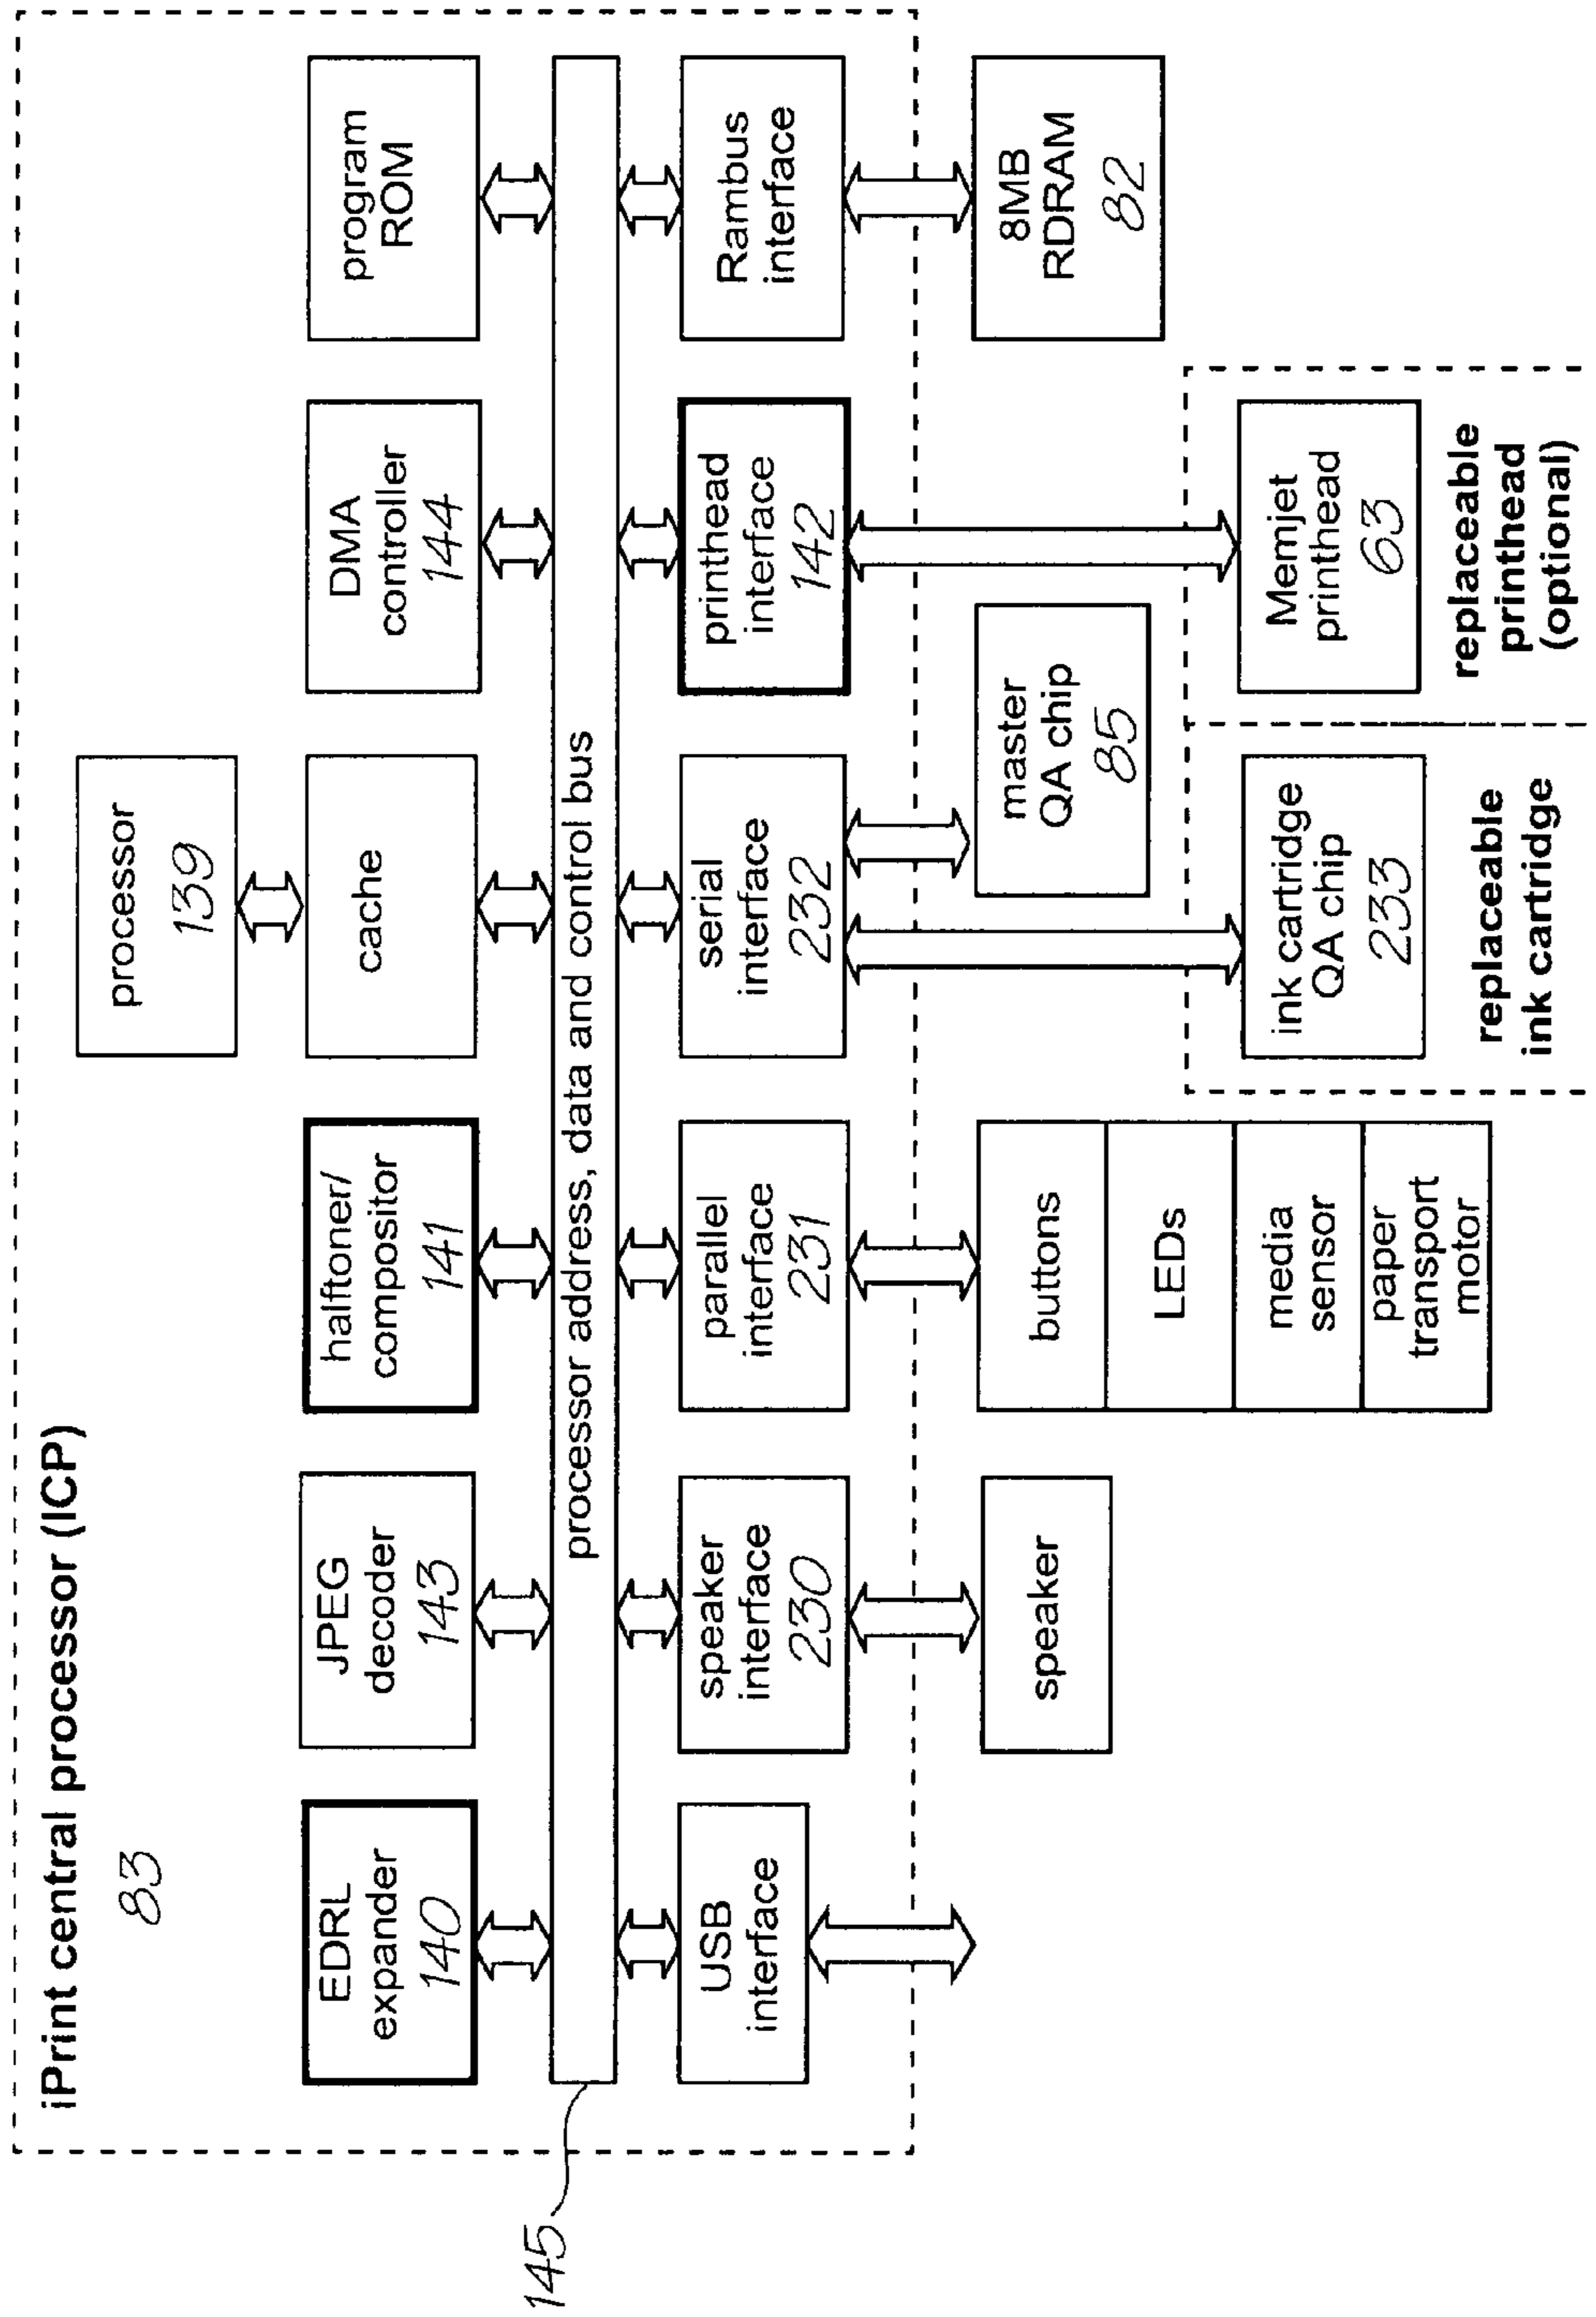 iPrint central processor (ICP)
83
processor
139
EDRL
expander
140
JPEG
decoder
143
halftoner/
compositor
141
cache
DMA
controller
144
program
ROM
145
processor address, data and control bus
USB
interface
speaker
interface
230
parallel
interface
231
serial
interface
232
printhead
interface
142
Rambus
interface
speaker
buttons
LEDs
media
sensor
paper
transport
motor
master
QA chip
85
8MB
RDRAM
82
ink cartridge
QA chip
233
replaceable
ink cartridge
Memjet
printhead
63
replaceable
printhead
(optional)